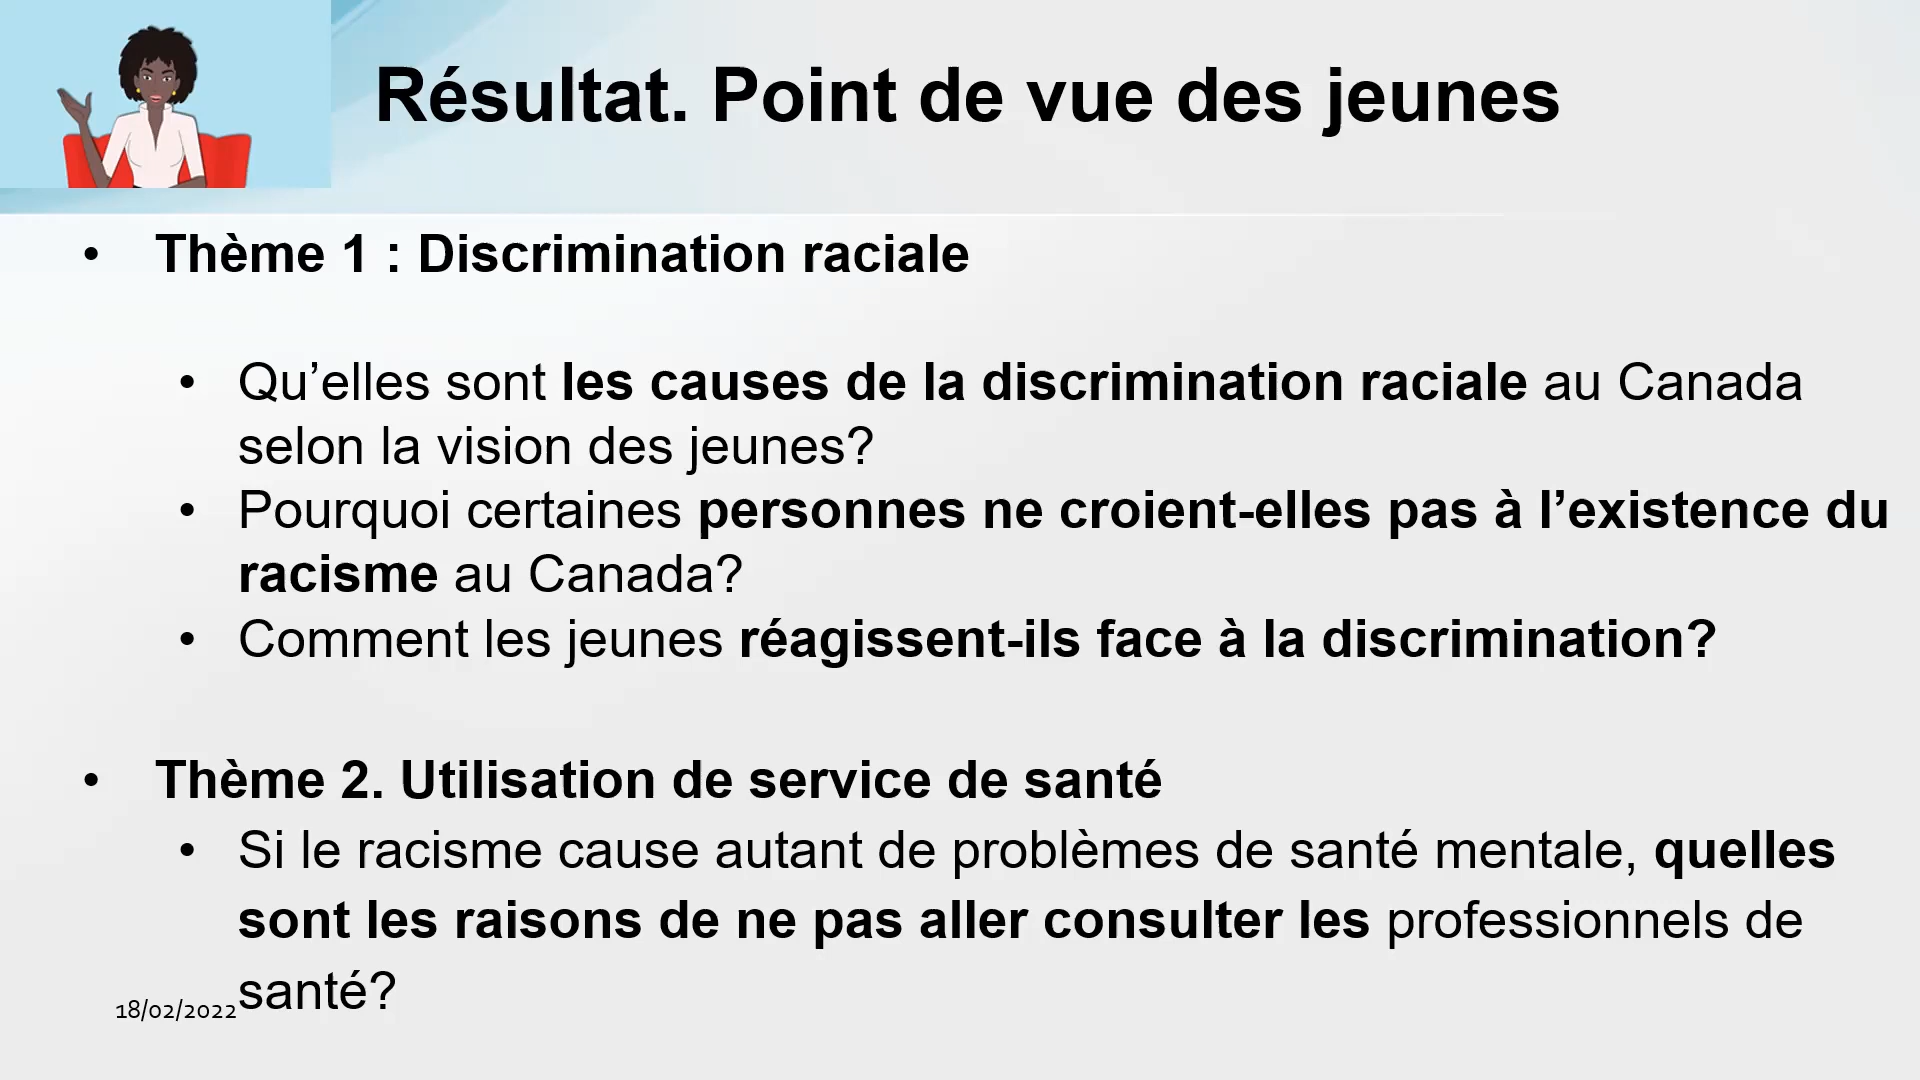 Résultat. Point de vue des jeunes
• Thème 1 : Discrimination raciale
• Qu’elles sont les causes de la discrimination raciale au Canada
selon la vision des jeunes?
• Pourquoi certaines personnes ne croient-elles pas à l’existence du
racisme au Canada?
• Comment les jeunes réagissent-ils face à la discrimination?
• Thème 2. Utilisation de service de santé
• Si le racisme cause autant de problèmes de santé mentale, quelles
sont les raisons de ne pas aller consulter les professionnels de
santé?
18/02/2022